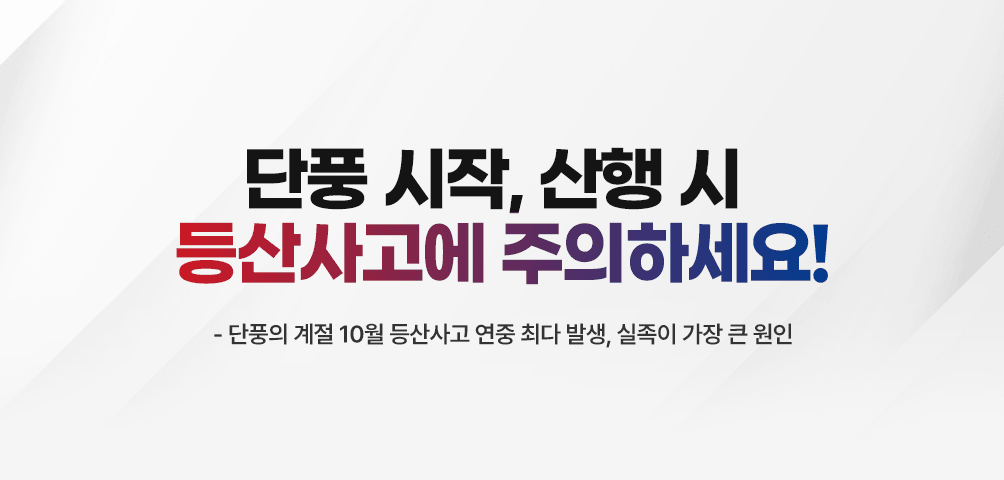 단풍 시작, 산행 시
등산사고에 주의하세요!
- 단풍의 계절 10월 등산사고 연중 최다 발생, 실족이 가장 큰 원인